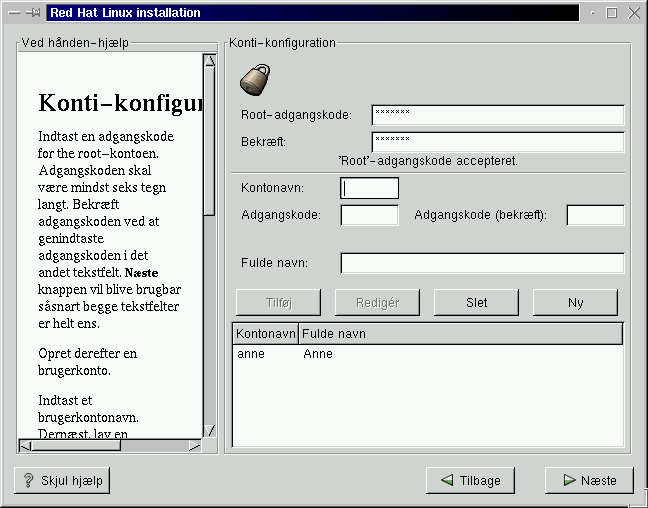 Red Hat Linux installation
Ved hånden-hjælp
Konti-konfigur
Indtast en adgangskode
for the root-kontoen.
Adgangskoden skal
være mindst seks tegn
langt. Bekræft
adgangskoden ved at
genindtaste
adgangskoden i det
andet tekstfelt. Næste
knappen vil blive brugbar
såsnart begge tekstfelter
er helt ens.
Opret derefter en
brugerkonto.
Indtast et
brugerkontonavn.
Dernæst, lav en
Skjul hjælp
Konti-konfiguration
Root-adgangskode: *******
Bekræft: *******
'Root'-adgangskode accepteret.
Kontonavn:
Adgangskode: Adgangskode (bekræft):
Fulde navn:
Tilføj Redigér Slet Ny
Kontonavn Fulde navn
anne Anne
Tilbage Næste